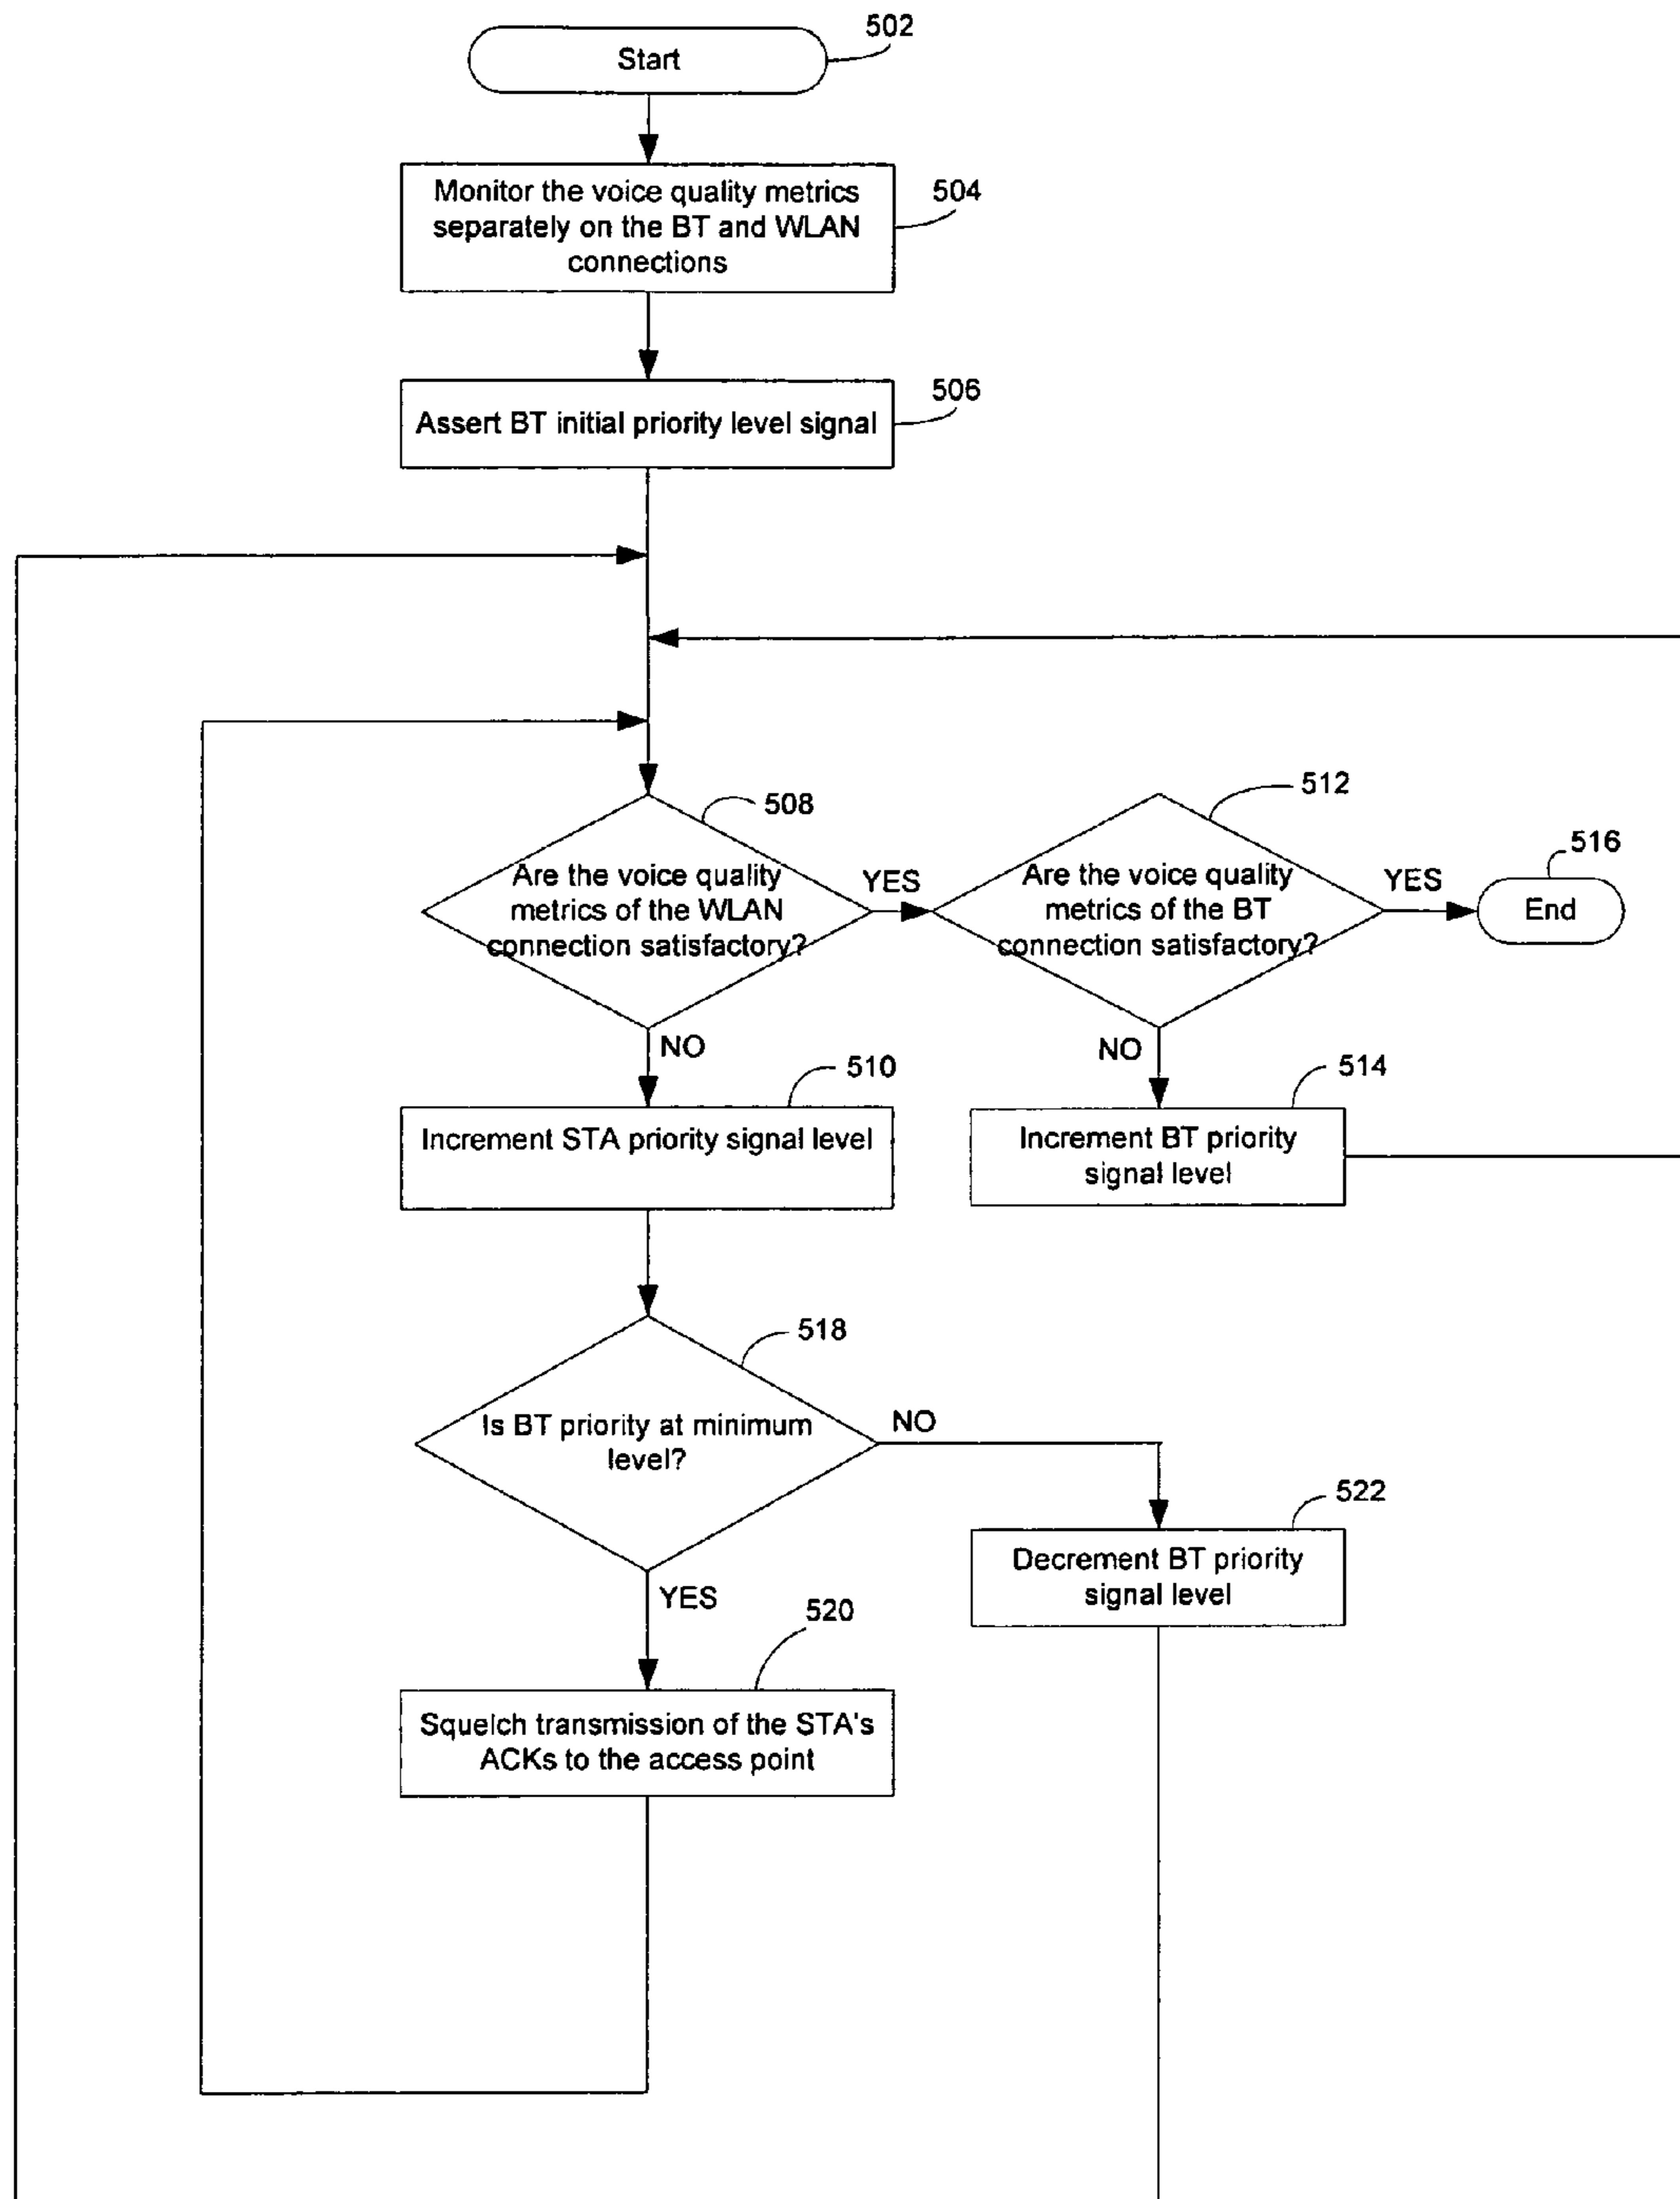 502
Start
504
Monitor the voice quality metrics
separately on the BT and WLAN
connections
506
Assert BT initial priority level signal
508
Are the voice quality
metrics of the WLAN
connection satisfactory?
YES
512
Are the voice quality
metrics of the BT
connection satisfactory?
YES
516
End
NO
510
Increment STA priority signal level
NO
514
Increment BT priority
signal level
518
Is BT priority at minimum
level?
NO
522
Decrement BT priority
signal level
YES
520
Squelch transmission of the STA's
ACKs to the access point